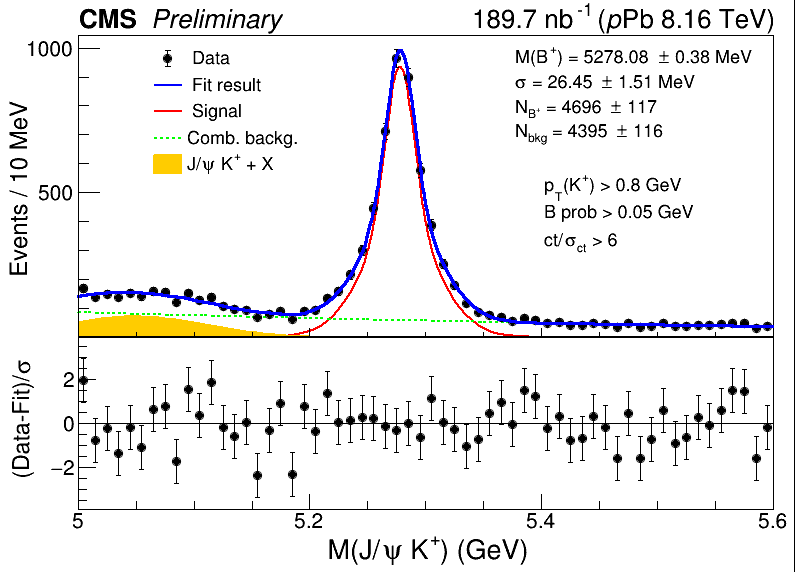 CMS Preliminary 189.7 nb⁻¹ (pPb 8.16 TeV)
1000
500
Events / 10 MeV
Data
Fit result
Signal
Comb. backg.
J/ψ K⁺ + X
M(B⁺) = 5278.08 ± 0.38 MeV
σ = 26.45 ± 1.51 MeV
N_B⁺ = 4696 ± 117
N_bkg = 4395 ± 116
p_T(K⁺) > 0.8 GeV
B prob > 0.05 GeV
ct/σ_ct > 6
2
0
−2
(Data-Fit)/σ
5 5.2 5.4 5.6
M(J/ψ K⁺) (GeV)